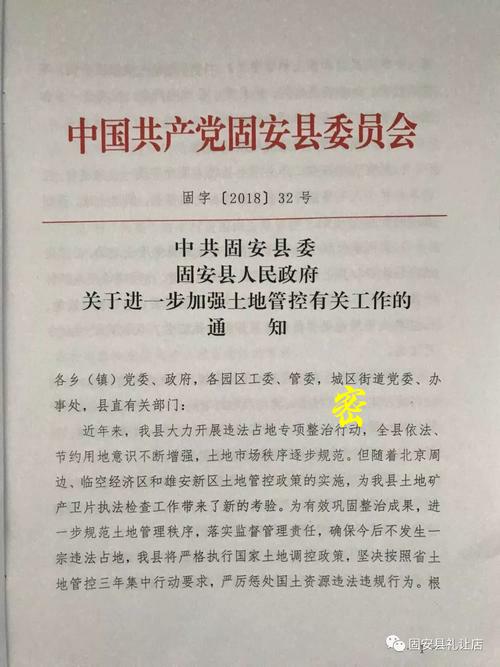 中国共产党固安县委员会
固字〔2018〕32号
中共固安县委
固安县人民政府
关于进一步加强土地管控有关工作的
通 知
各乡（镇）党委、政府，各园区工委、管委，城区街道党委、办
事处，县直有关部门：
密
近年来，我县大力开展违法占地专项整治行动，全县依法、
节约用地意识不断增强，土地市场秩序逐步规范。但随着北京周
边、临空经济区和雄安新区土地管控政策的实施，为我县土地矿
产卫片执法检查工作带来了新的考验。为有效巩固整治成果，进
一步规范土地管理秩序，落实监督管理责任，确保今后不发生一
宗违法占地，我县将严格执行国家土地调控政策，坚决按照省土
地管控三年集中行动要求，严厉惩处国土资源违法违规行为。根
固安县礼让店